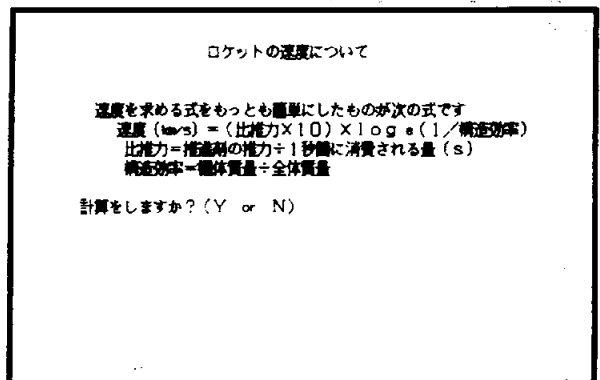 ロケットの速度について
速度を求める式をもっとも簡単にしたものが次の式です
速度（km/s）＝（比推力×１０）×ｌｏｇｅ（１／構造効率）
比推力＝推進剤の推力÷１秒間に消費される量（ｓ）
構造効率＝機体質量÷全体質量
計算をしますか？（Ｙ　or　Ｎ）